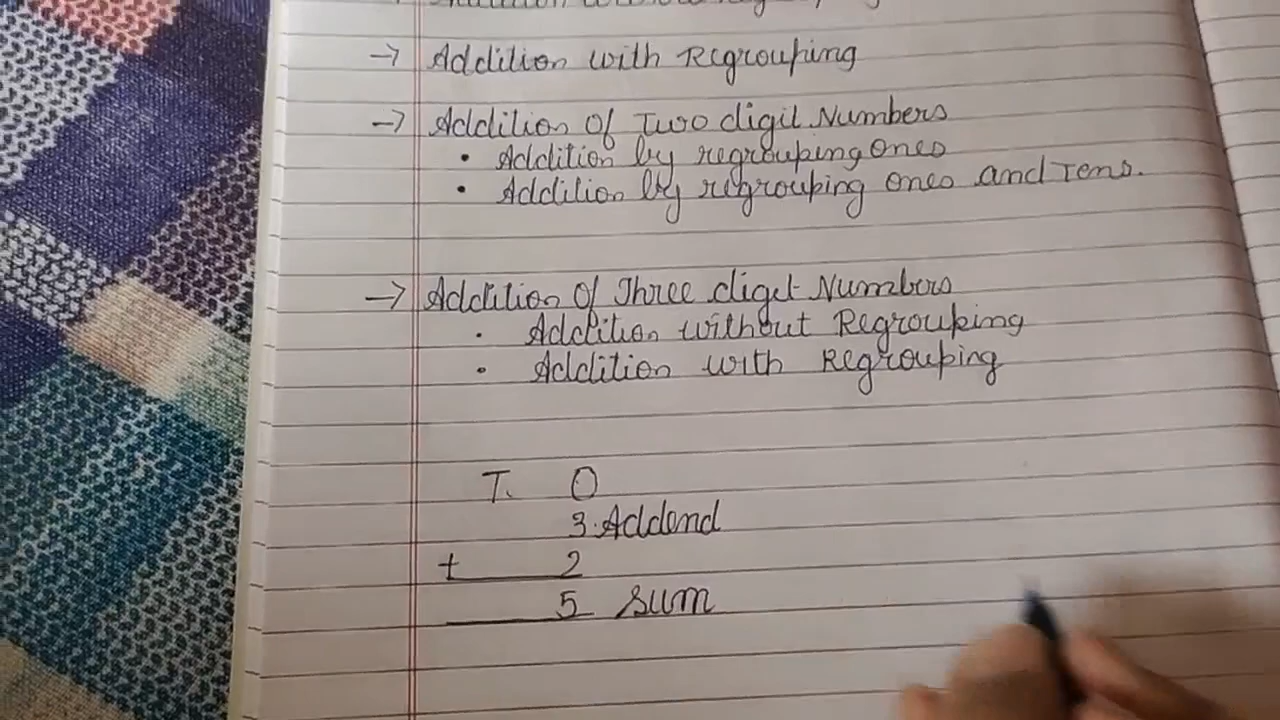 → Addition with Regrouping
→ Addition Of Two digit Numbers
• Addition by regrouping Ones
• Addition by regrouping Ones and Tens.
→ Addition Of Three digit Numbers
• Addition without Regrouping
• Addition with Regrouping
T. O
3. Addend
+ 2
5 Sum